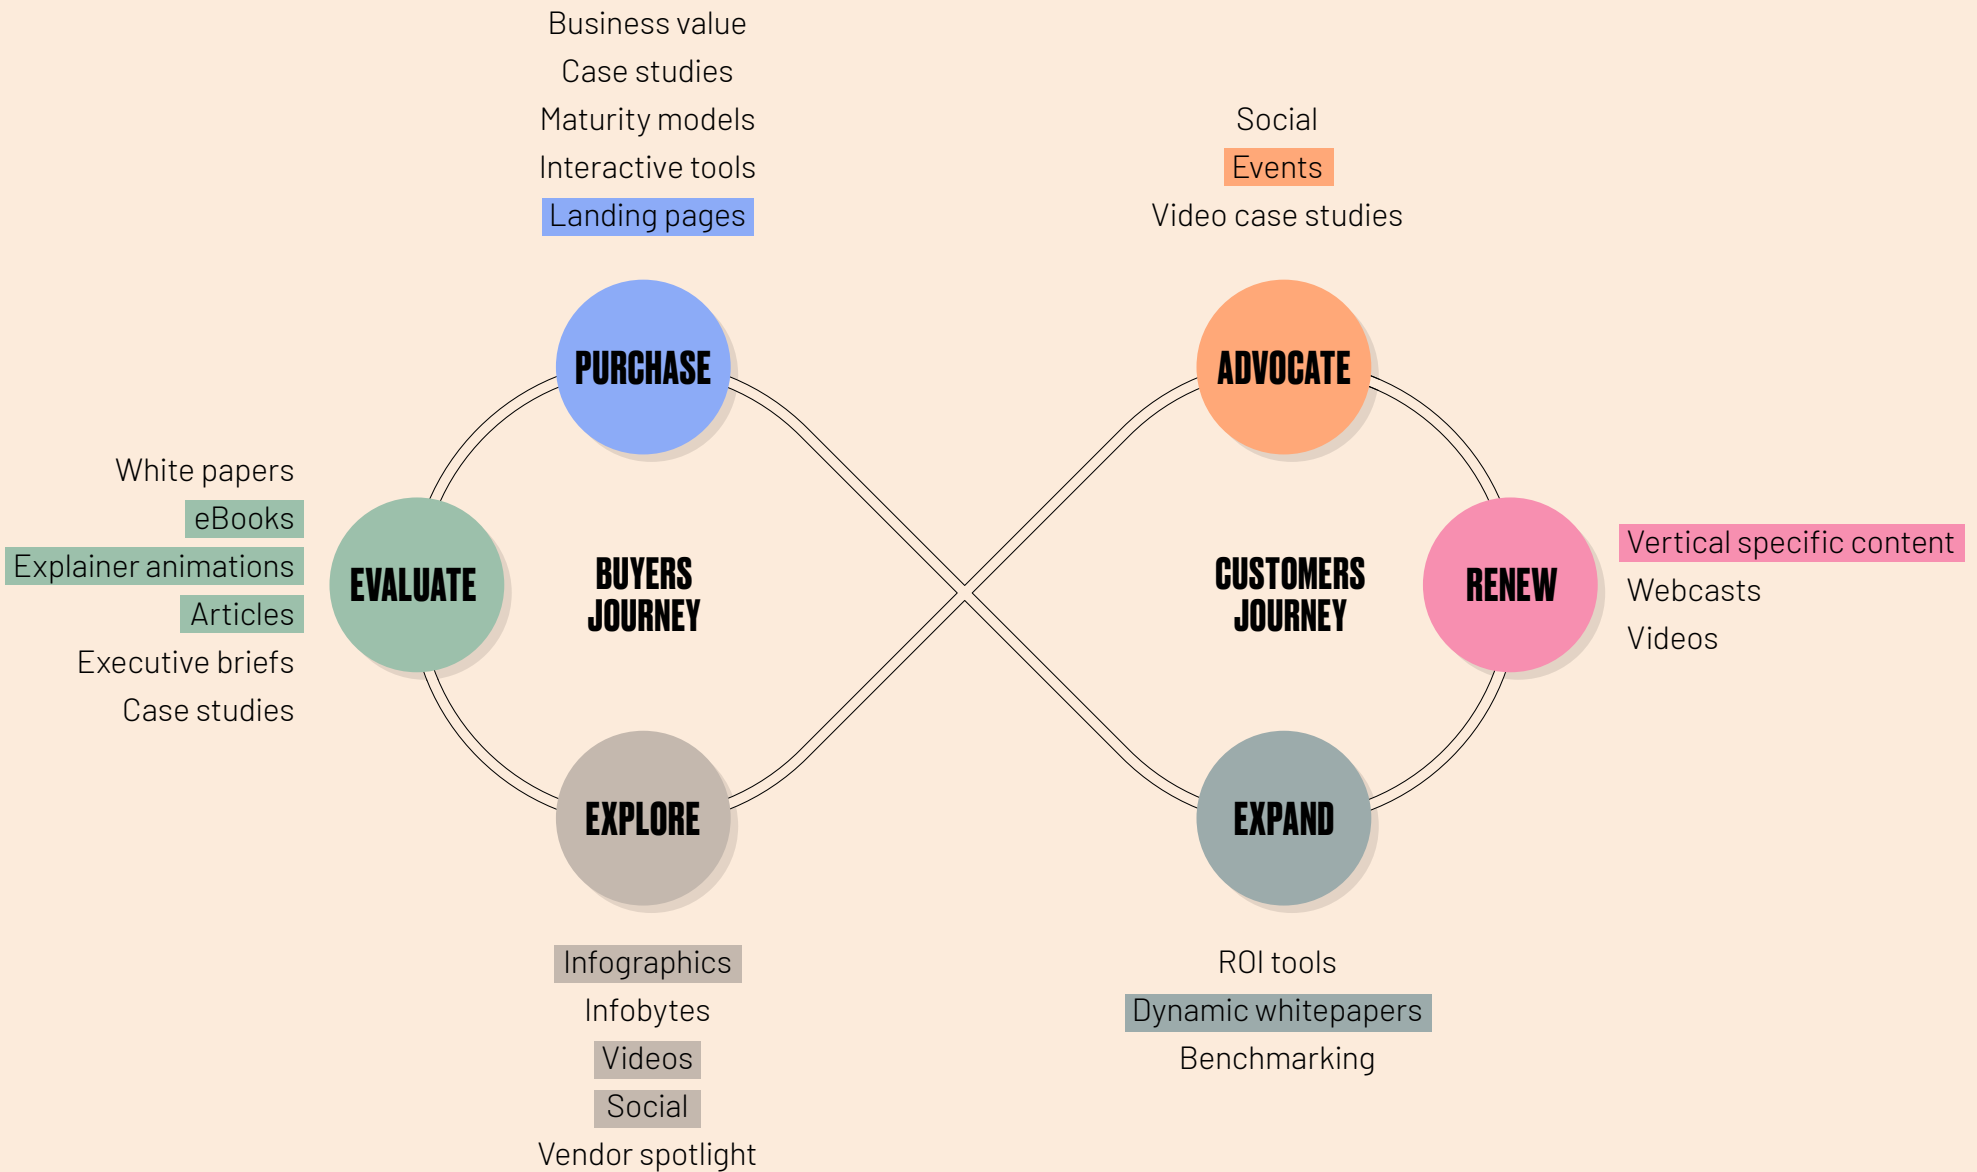 Business value
Case studies
Maturity models
Interactive tools
Landing pages
Social
Events
Video case studies
PURCHASE
ADVOCATE
White papers
eBooks
Explainer animations
Articles
Executive briefs
Case studies
EVALUATE
BUYERS
JOURNEY
CUSTOMERS
JOURNEY
RENEW
Vertical specific content
Webcasts
Videos
EXPLORE
EXPAND
Infographics
Infobytes
Videos
Social
Vendor spotlight
ROI tools
Dynamic whitepapers
Benchmarking